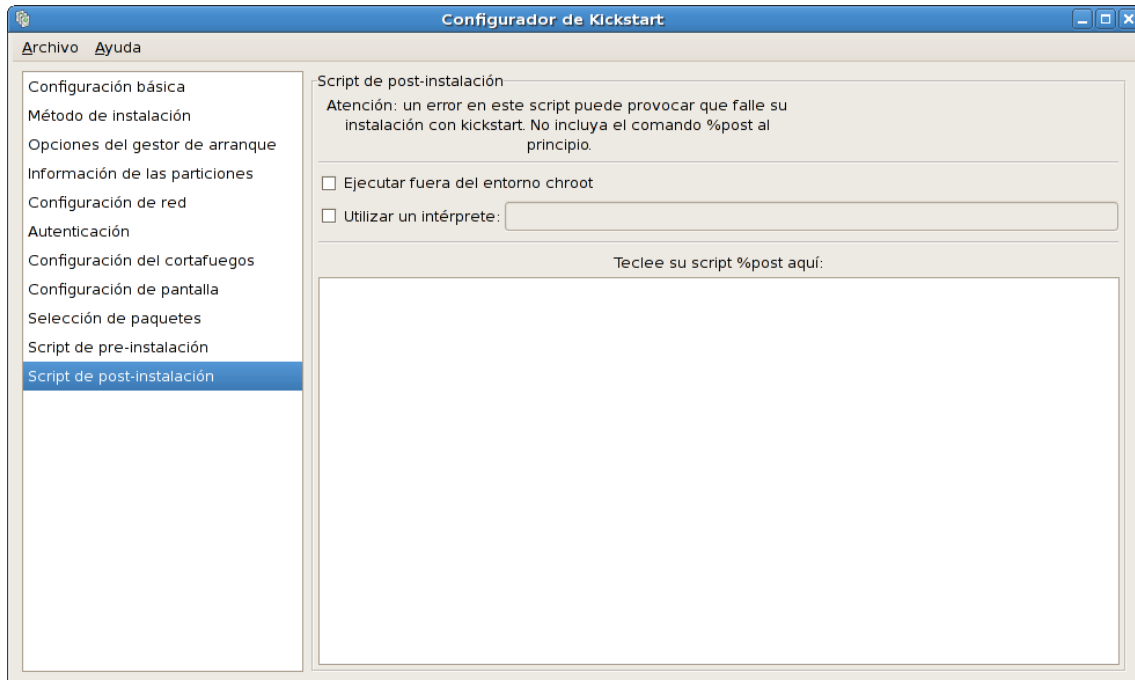 Configurador de Kickstart
Archivo Ayuda
Configuración básica
Método de instalación
Opciones del gestor de arranque
Información de las particiones
Configuración de red
Autenticación
Configuración del cortafuegos
Configuración de pantalla
Selección de paquetes
Script de pre-instalación
Script de post-instalación
Script de post-instalación
Atención: un error en este script puede provocar que falle su
instalación con kickstart. No incluya el comando %post al
principio.
Ejecutar fuera del entorno chroot
Utilizar un intérprete:
Teclee su script %post aquí: